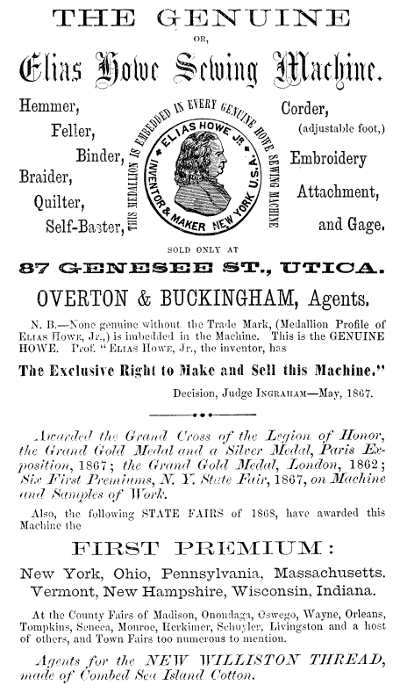 THE GENUINE
OR,
Elias Howe Sewing Machine.
Hemmer,
Feller,
Binder,
Braider,
Quilter,
Self-Baster,
THIS MEDALLION IS EMBEDDED IN EVERY GENUINE HOWE SEWING MACHINE
ELIAS HOWE JR.
INVENTOR & MAKER NEW YORK U.S.A.
Corder,
(adjustable foot,)
Embroidery
Attachment,
and Gage.
SOLD ONLY AT
87 GENESEE ST., UTICA.
OVERTON & BUCKINGHAM, Agents.
N. B.—None genuine without the Trade Mark, (Medallion Profile of
ELIAS HOWE, Jr.,) is imbedded in the Machine. This is the GENUINE
HOWE. Prof. "ELIAS HOWE, Jr., the inventor, has
The Exclusive Right to Make and Sell this Machine."
Decision, Judge INGRAHAM—May, 1867.
Awarded the Grand Cross of the Legion of Honor,
the Grand Gold Medal and a Silver Medal, Paris Ex-
position, 1867; the Grand Gold Medal, London, 1862;
Six First Premiums, N. Y. State Fair, 1867, on Machine
and Samples of Work.
Also, the following STATE FAIRS of 1868, have awarded this
Machine the
FIRST PREMIUM:
New York, Ohio, Pennsylvania, Massachusetts.
Vermont, New Hampshire, Wisconsin, Indiana.
At the County Fairs of Madison, Onondaga, Oswego, Wayne, Orleans,
Tompkins, Seneca, Monroe, Herkimer, Schuyler, Livingston and a host
of others, and Town Fairs too numerous to mention.
Agents for the NEW WILLISTON THREAD,
made of Combed Sea Island Cotton.